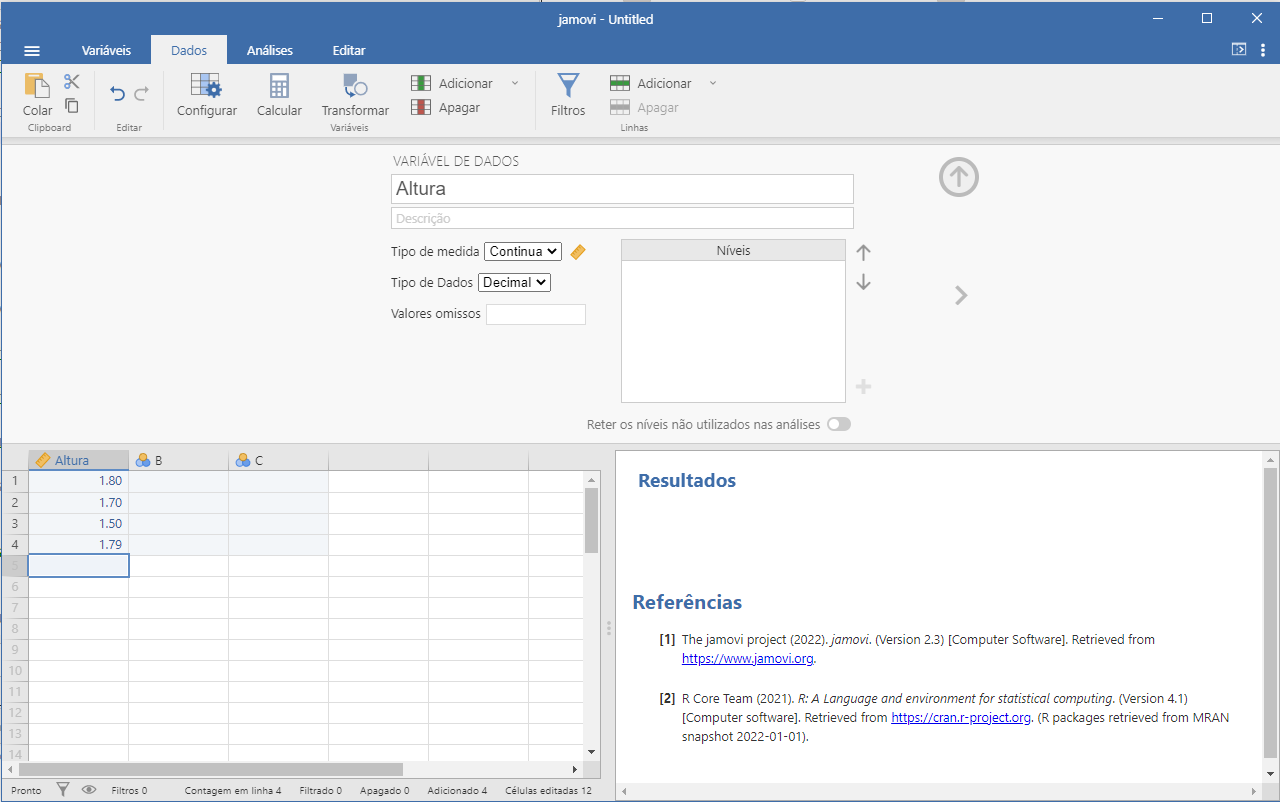 jamovi - Untitled
Variáveis Dados Análises Editar
Colar Configurar Calcular Transformar Adicionar Apagar Filtros Adicionar Apagar
Clipboard Editar Variáveis Linhas
VARIÁVEL DE DADOS
Altura
Descrição
Tipo de medida Continua
Tipo de Dados Decimal
Valores omissos
Níveis
Reter os níveis não utilizados nas análises
Altura B C
1 1.80
2 1.70
3 1.50
4 1.79
5
6
7
8
9
10
11
12
13
14
Pronto Filtros 0 Contagem em linha 4 Filtrado 0 Apagado 0 Adicionado 4 Células editadas 12
Resultados
Referências
[1] The jamovi project (2022). jamovi. (Version 2.3) [Computer Software]. Retrieved from
https://www.jamovi.org.
[2] R Core Team (2021). R: A Language and environment for statistical computing. (Version 4.1)
[Computer software]. Retrieved from https://cran.r-project.org. (R packages retrieved from MRAN
snapshot 2022-01-01).